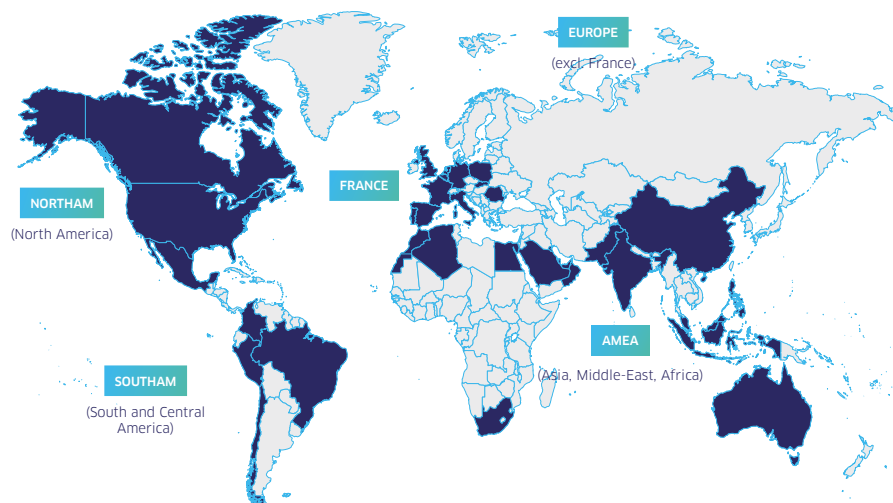 EUROPE
(excl. France)
FRANCE
NORTHAM
(North America)
AMEA
(Asia, Middle-East, Africa)
SOUTHAM
(South and Central
America)